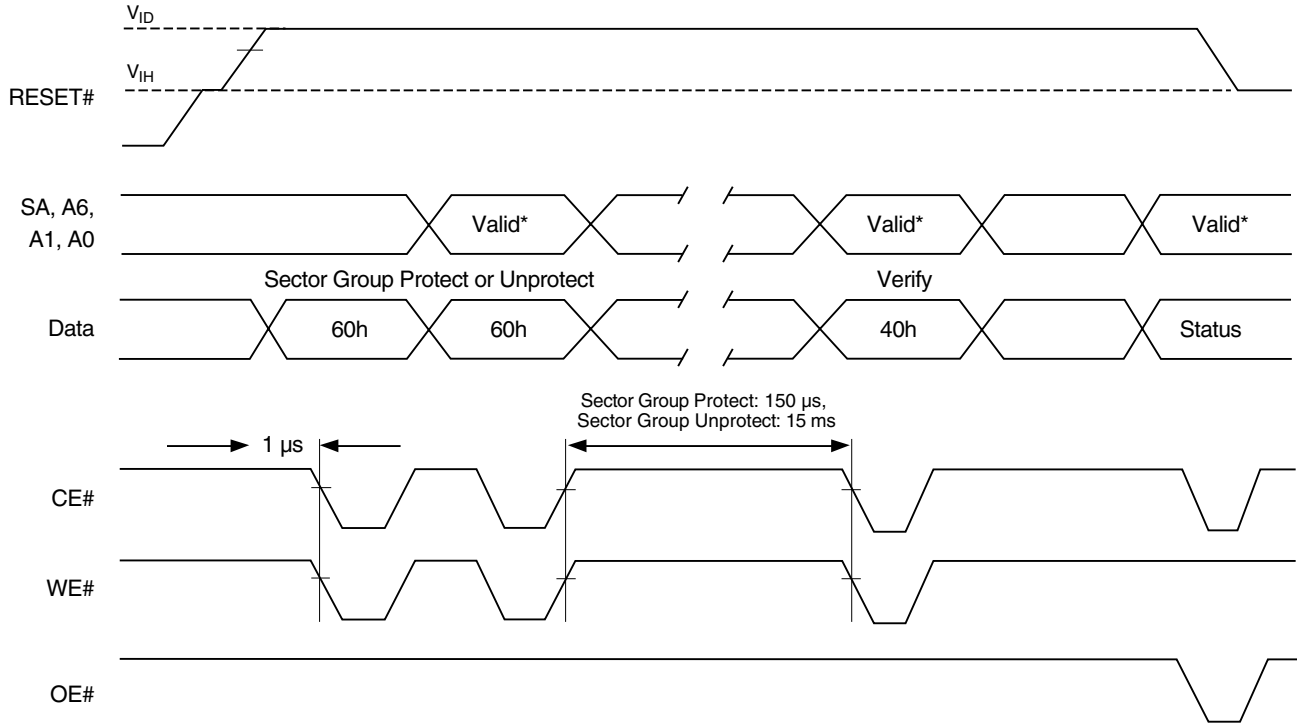 VID
VIH
RESET#
SA, A6,
A1, A0
Valid*
Valid*
Valid*
Sector Group Protect or Unprotect
Verify
Data
60h
60h
40h
Status
Sector Group Protect: 150 µs,
Sector Group Unprotect: 15 ms
1 µs
CE#
WE#
OE#